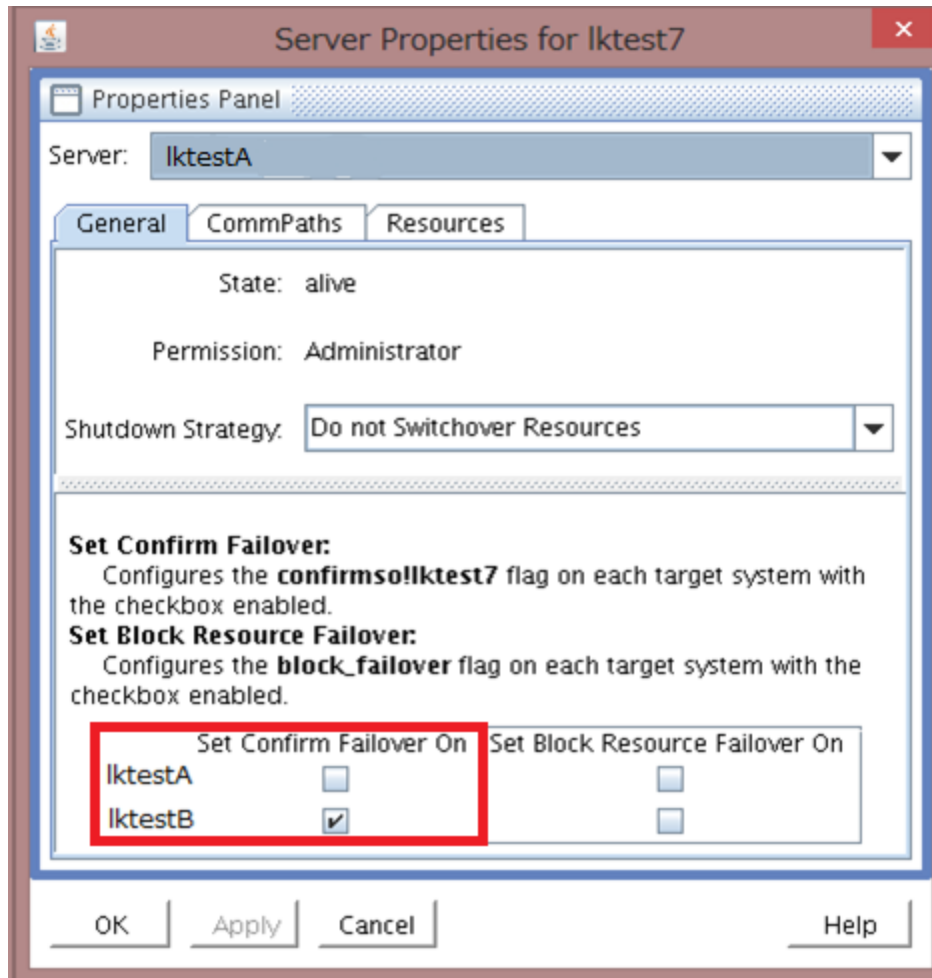 Server Properties for lktest7
Properties Panel
Server: lktestA
General CommPaths Resources
State: alive
Permission: Administrator
Shutdown Strategy: Do not Switchover Resources
Set Confirm Failover:
Configures the confirmso!lktest7 flag on each target system with
the checkbox enabled.
Set Block Resource Failover:
Configures the block_failover flag on each target system with the
checkbox enabled.
Set Confirm Failover On Set Block Resource Failover On
lktestA
lktestB
OK Apply Cancel Help